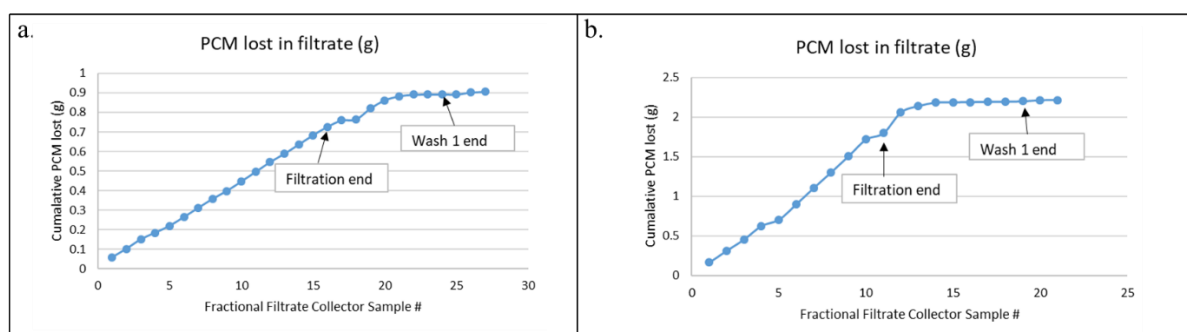 a.
PCM lost in filtrate (g)
Cumalative PCM lost (g)
1
0.9
0.8
0.7
0.6
0.5
0.4
0.3
0.2
0.1
0
Wash 1 end
Filtration end
0 5 10 15 20 25 30
Fractional Filtrate Collector Sample #
b.
PCM lost in filtrate (g)
Cumalative PCM lost (g)
2.5
2
1.5
1
0.5
0
Wash 1 end
Filtration end
0 5 10 15 20 25
Fractional Filtrate Collector Sample #